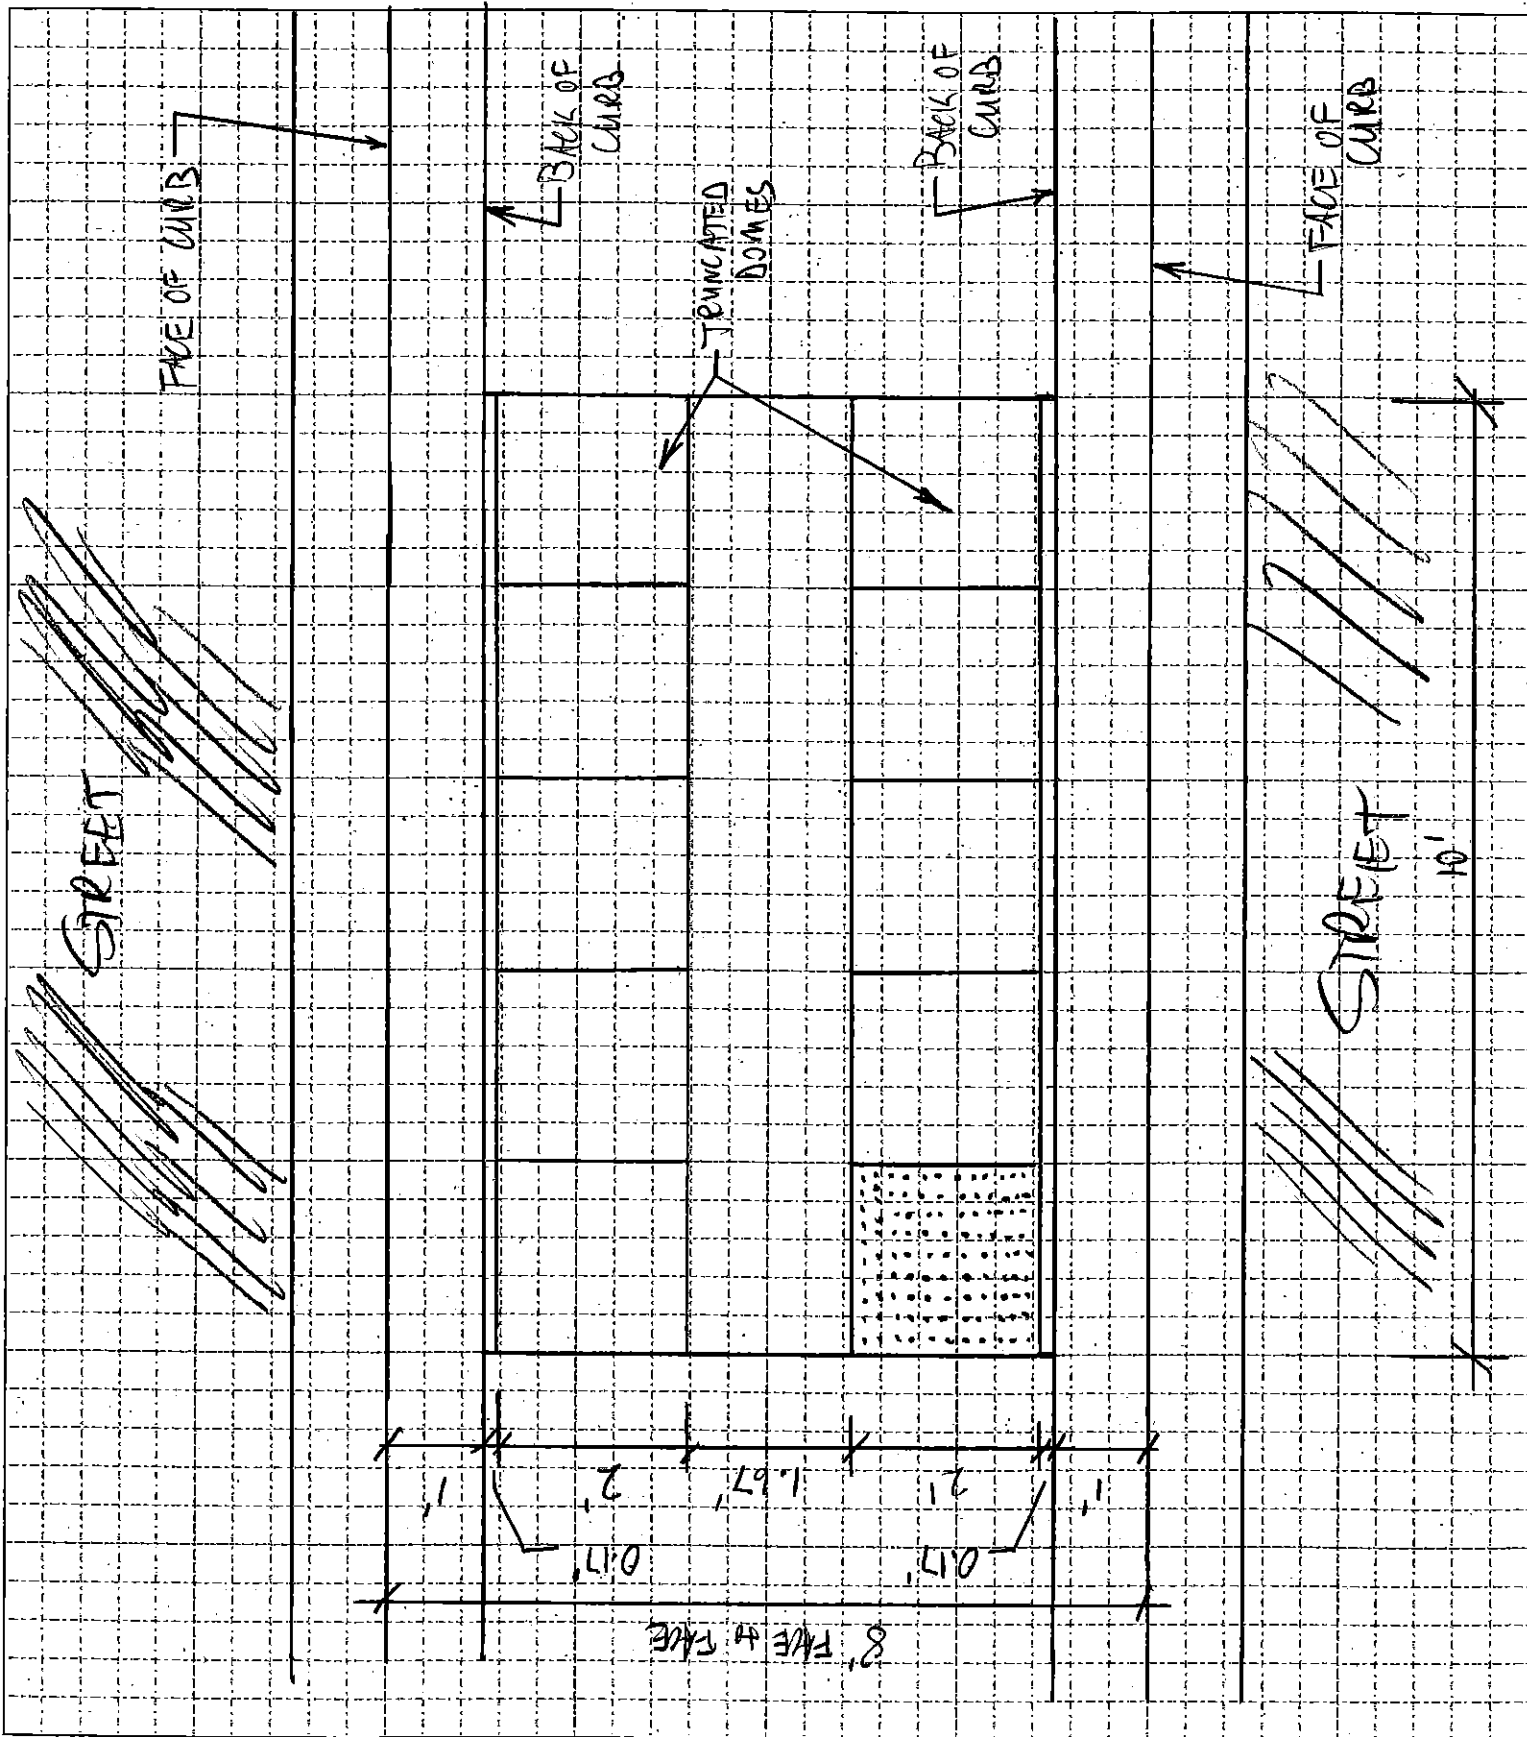 STREET
FACE OF CURB
BACK OF
CURB
TRUNCATED
DOMES
BACK OF
CURB
FACE OF
CURB
STREET
10'
1'
0.17'
2'
1.67'
2'
0.17'
1'
8' FACE to FACE